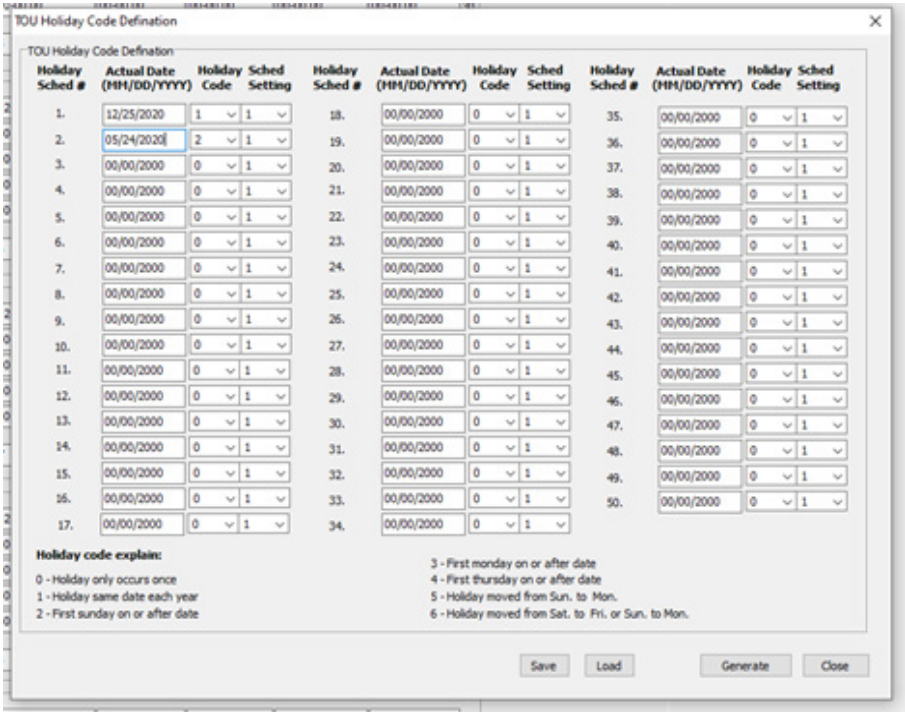 TOU Holiday Code Defination
TOU Holiday Code Defination
Holiday Sched # Actual Date (MM/DD/YYYY) Holiday Code Sched Setting Holiday Sched # Actual Date (MM/DD/YYYY) Holiday Code Sched Setting Holiday Sched # Actual Date (MM/DD/YYYY) Holiday Code Sched Setting
1. 12/25/2020 1 1 18. 00/00/2000 0 1 35. 00/00/2000 0 1
2. 05/24/2020 2 1 19. 00/00/2000 0 1 36. 00/00/2000 0 1
3. 00/00/2000 0 1 20. 00/00/2000 0 1 37. 00/00/2000 0 1
4. 00/00/2000 0 1 21. 00/00/2000 0 1 38. 00/00/2000 0 1
5. 00/00/2000 0 1 22. 00/00/2000 0 1 39. 00/00/2000 0 1
6. 00/00/2000 0 1 23. 00/00/2000 0 1 40. 00/00/2000 0 1
7. 00/00/2000 0 1 24. 00/00/2000 0 1 41. 00/00/2000 0 1
8. 00/00/2000 0 1 25. 00/00/2000 0 1 42. 00/00/2000 0 1
9. 00/00/2000 0 1 26. 00/00/2000 0 1 43. 00/00/2000 0 1
10. 00/00/2000 0 1 27. 00/00/2000 0 1 44. 00/00/2000 0 1
11. 00/00/2000 0 1 28. 00/00/2000 0 1 45. 00/00/2000 0 1
12. 00/00/2000 0 1 29. 00/00/2000 0 1 46. 00/00/2000 0 1
13. 00/00/2000 0 1 30. 00/00/2000 0 1 47. 00/00/2000 0 1
14. 00/00/2000 0 1 31. 00/00/2000 0 1 48. 00/00/2000 0 1
15. 00/00/2000 0 1 32. 00/00/2000 0 1 49. 00/00/2000 0 1
16. 00/00/2000 0 1 33. 00/00/2000 0 1 50. 00/00/2000 0 1
17. 00/00/2000 0 1 34. 00/00/2000 0 1
Holiday code explain:
0 - Holiday only occurs once
1 - Holiday same date each year
2 - First sunday on or after date
3 - First monday on or after date
4 - First thursday on or after date
5 - Holiday moved from Sun. to Mon.
6 - Holiday moved from Sat. to Fri. or Sun. to Mon.
Save Load Generate Close